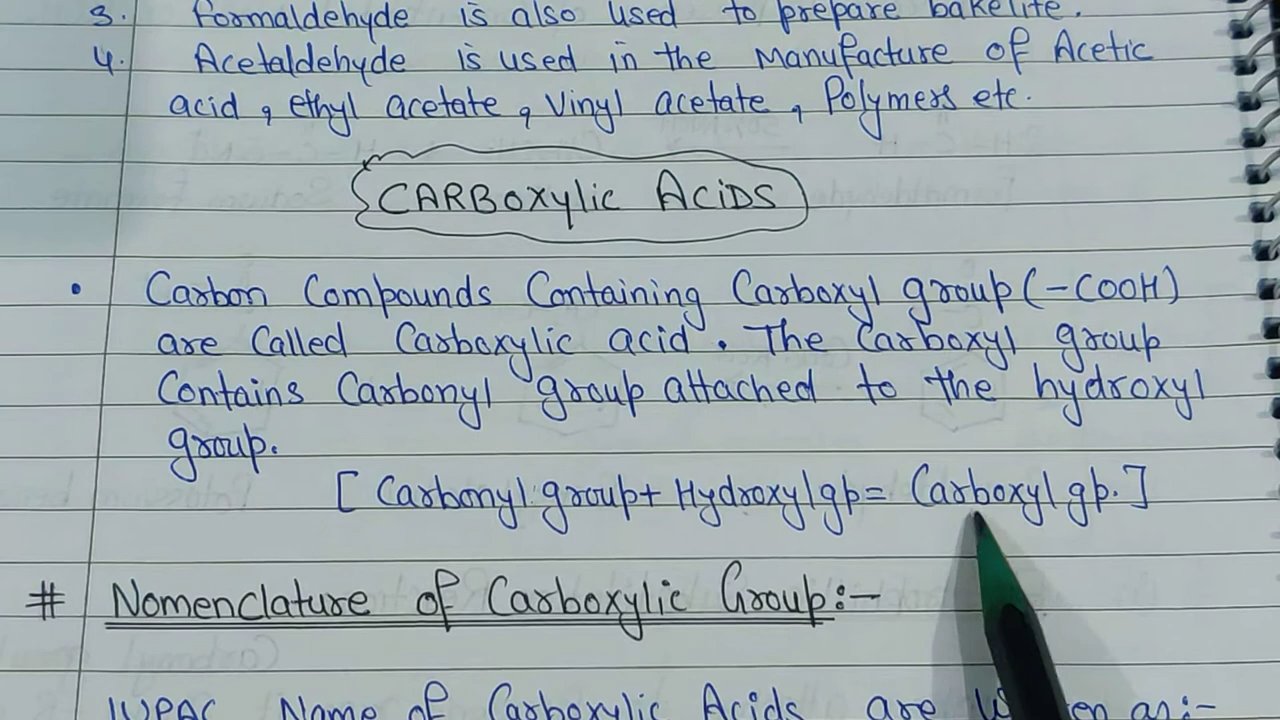 3. Formaldehyde is also used to prepare bakelite.
4. Acetaldehyde is used in the Manufacture of Acetic
acid, ethyl acetate, Vinyl acetate, Polymers etc.
CARBoxylic AciDS
• Carbon Compounds Containing Carboxyl group (-COOH)
are Called Carboxylic acid. The Carboxyl group
Contains Carbonyl group attached to the hydroxyl
group.
[ Carbonyl group + Hydroxyl gp = Carboxyl gp. ]
# Nomenclature of Carboxylic Group:-
IUPAC Name of Carboxylic Acids are as:-